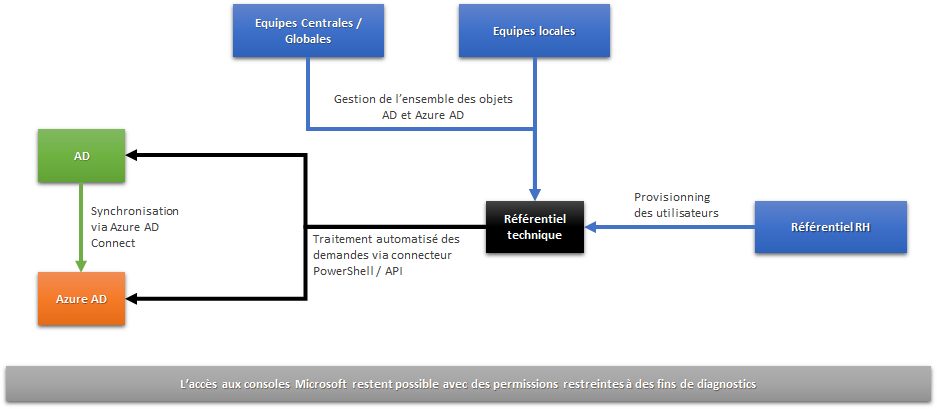 Equipes Centrales /
Globales
Equipes locales
Gestion de l'ensemble des objets
AD et Azure AD
AD
Synchronisation
via Azure AD
Connect
Azure AD
Traitement automatisé des
demandes via connecteur
PowerShell / API
Référentiel
technique
Provisionning
des utilisateurs
Référentiel RH
L'accès aux consoles Microsoft restent possible avec des permissions restreintes à des fins de diagnostics